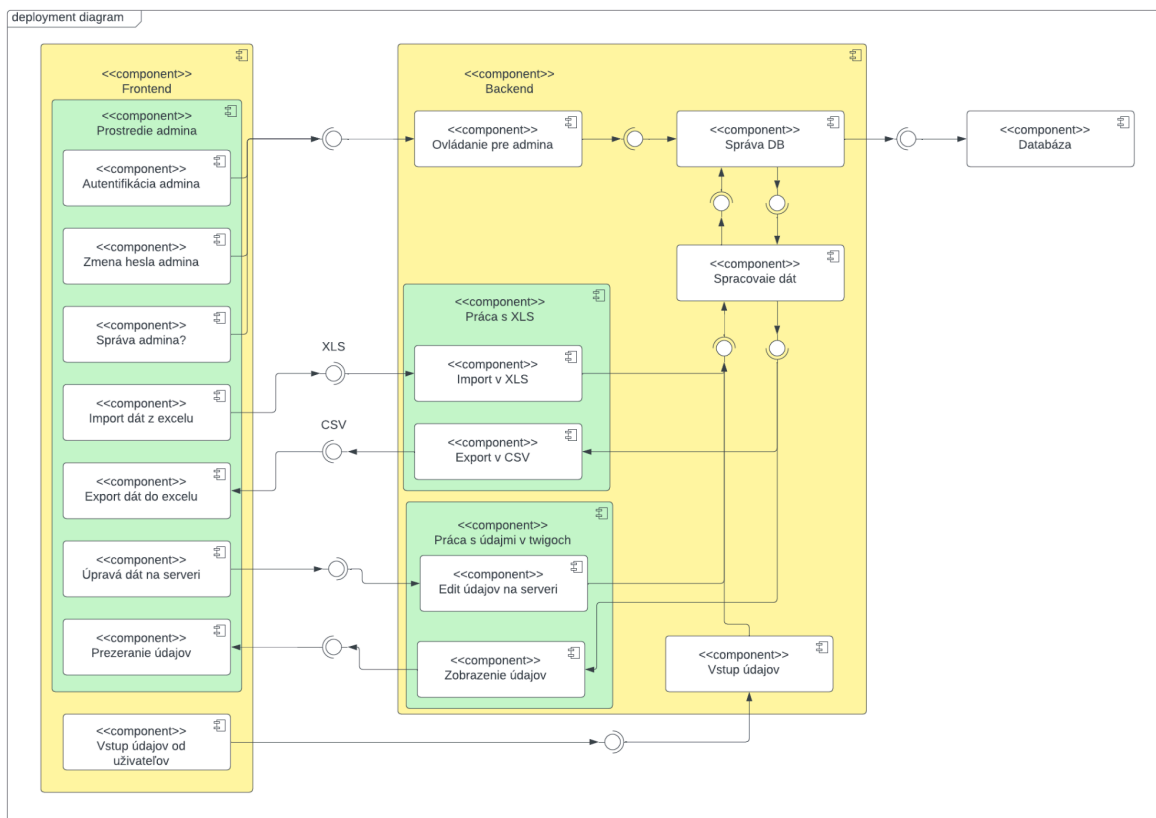 deployment diagram
<<component>>
Frontend
<<component>>
Prostredie admina
<<component>>
Autentifikácia admina
<<component>>
Zmena hesla admina
<<component>>
Správa admina?
<<component>>
Import dát z excelu
<<component>>
Export dát do excelu
<<component>>
Úpravá dát na serveri
<<component>>
Prezeranie údajov
<<component>>
Vstup údajov od
uživateľov
XLS
CSV
<<component>>
Backend
<<component>>
Ovládanie pre admina
<<component>>
Správa DB
<<component>>
Spracovaie dát
<<component>>
Práca s XLS
<<component>>
Import v XLS
<<component>>
Export v CSV
<<component>>
Práca s údajmi v twigoch
<<component>>
Edit údajov na serveri
<<component>>
Zobrazenie údajov
<<component>>
Vstup údajov
<<component>>
Databáza